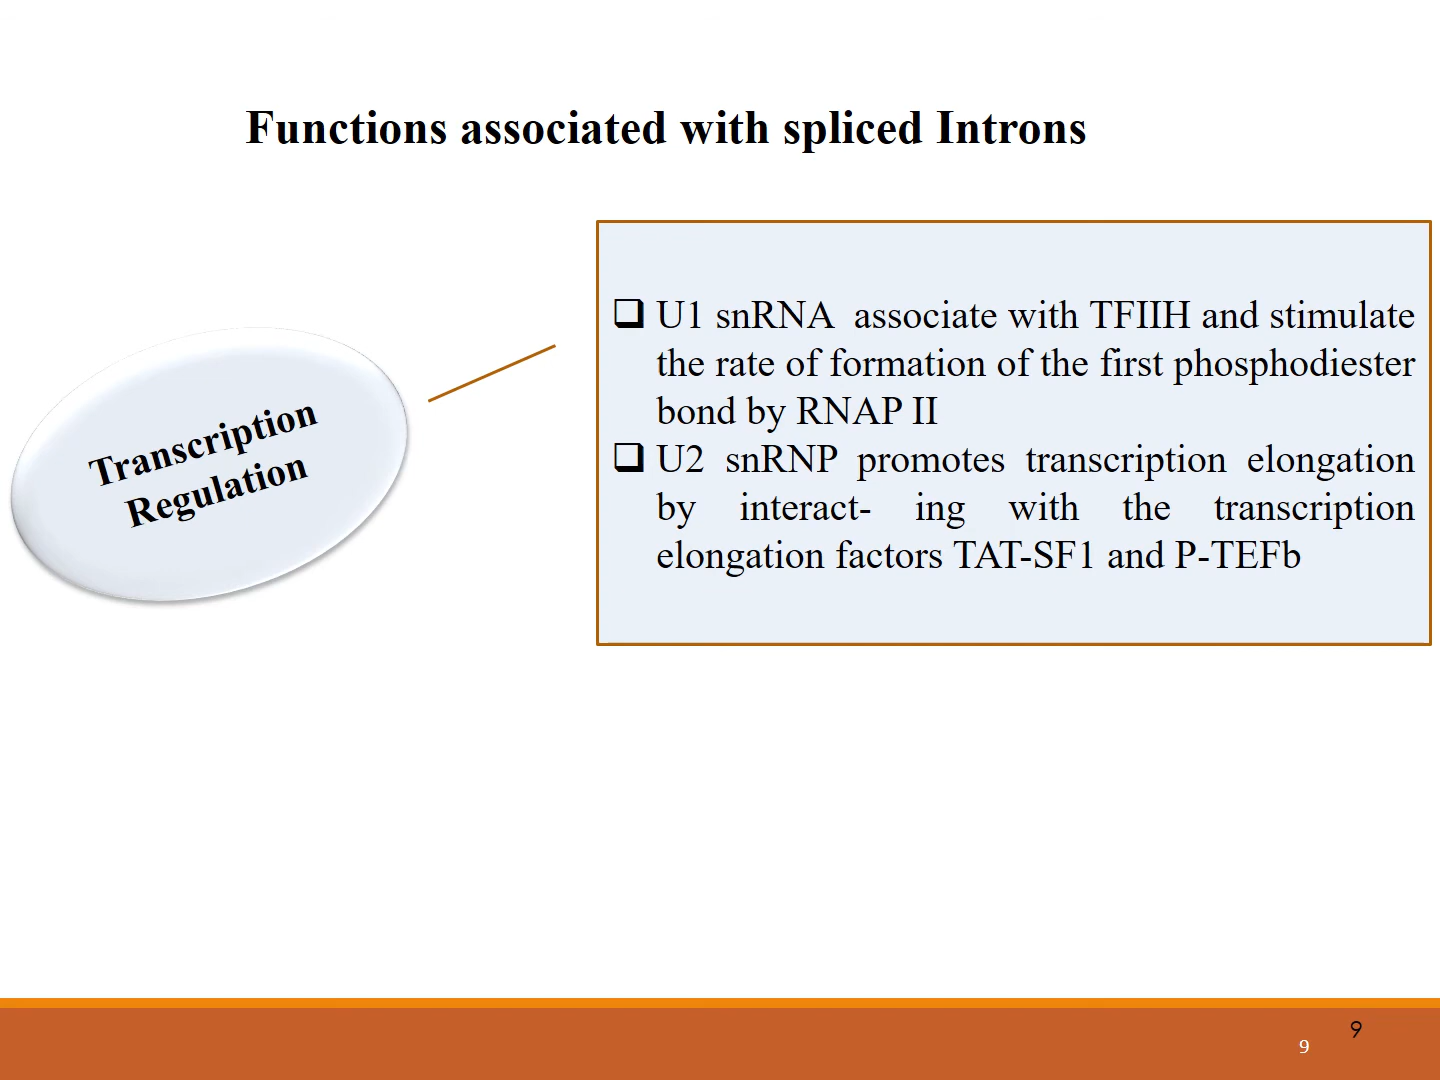 Functions associated with spliced Introns
Transcription
Regulation
❑ U1 snRNA associate with TFIIH and stimulate
the rate of formation of the first phosphodiester
bond by RNAP II
❑ U2 snRNP promotes transcription elongation
by interact- ing with the transcription
elongation factors TAT-SF1 and P-TEFb
9
9